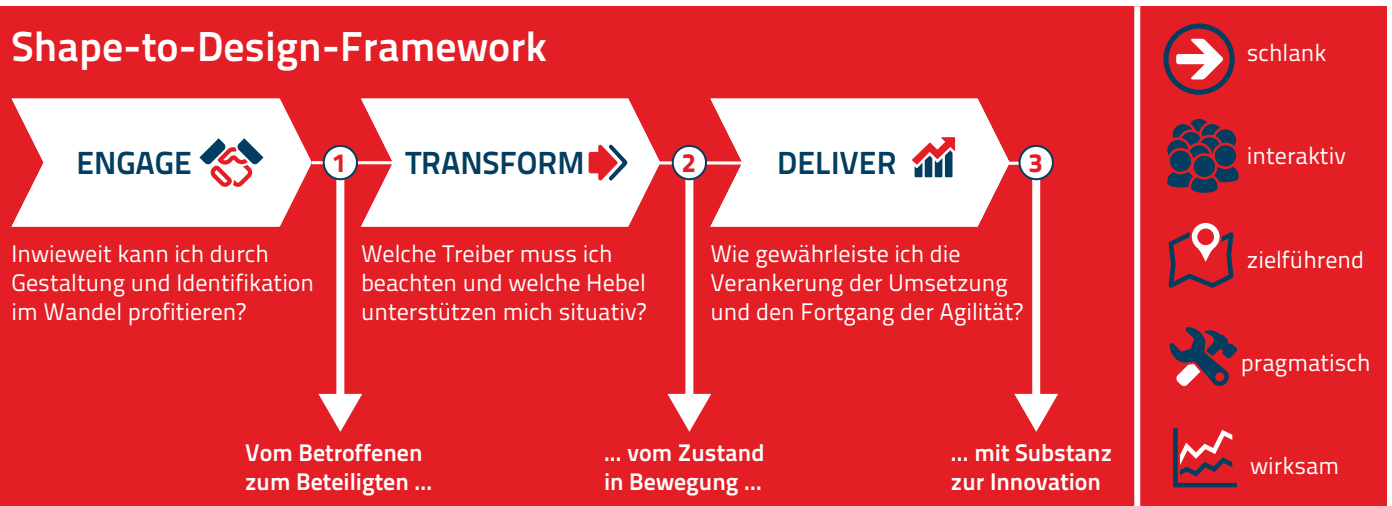 Shape-to-Design-Framework
ENGAGE
1
TRANSFORM
2
DELIVER
3
Inwieweit kann ich durch
Gestaltung und Identifikation
im Wandel profitieren?
Welche Treiber muss ich
beachten und welche Hebel
unterstützen mich situativ?
Wie gewährleiste ich die
Verankerung der Umsetzung
und den Fortgang der Agilität?
Vom Betroffenen
zum Beteiligten ...
... vom Zustand
in Bewegung ...
... mit Substanz
zur Innovation
schlank
interaktiv
zielführend
pragmatisch
wirksam